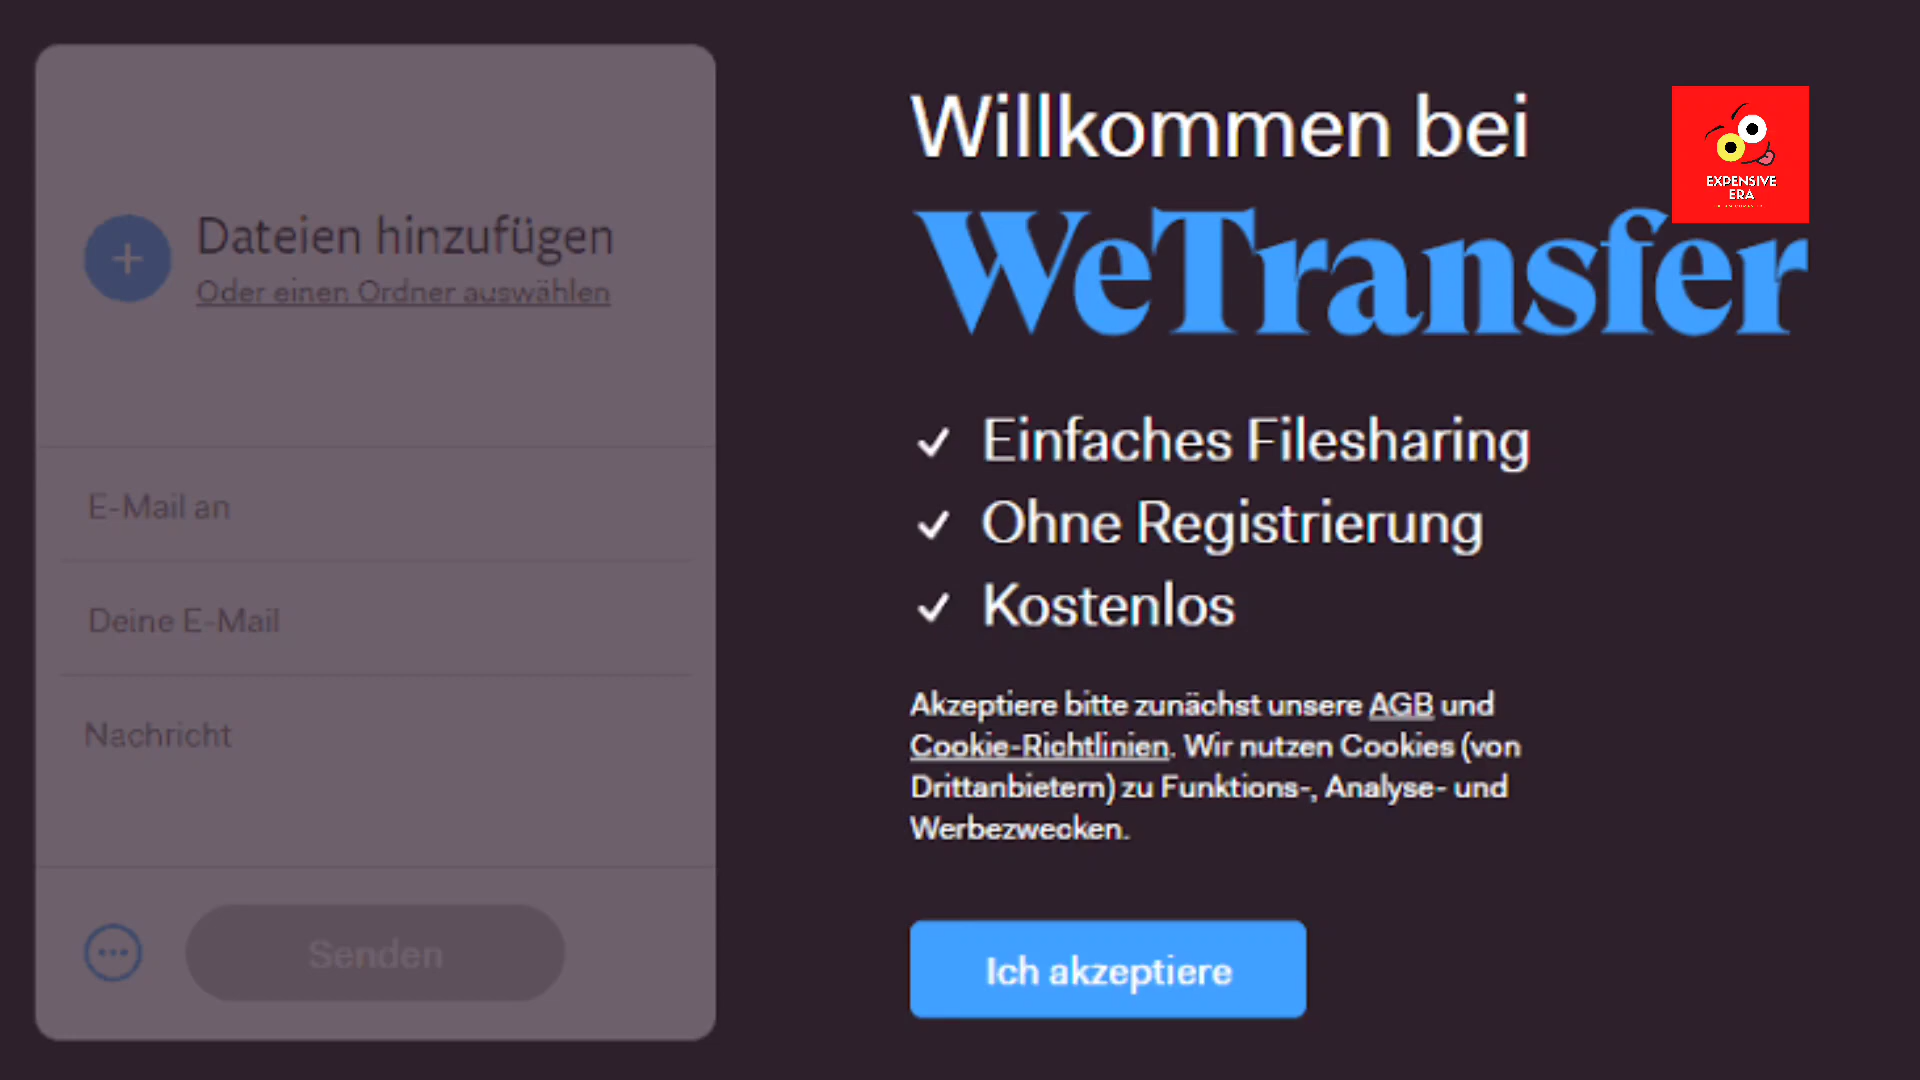 Dateien hinzufügen
Oder einen Ordner auswählen
E-Mail an
Deine E-Mail
Nachricht
Senden
Willkommen bei
WeTransfer
EXPENSIVE
ERA
Einfaches Filesharing
Ohne Registrierung
Kostenlos
Akzeptiere bitte zunächst unsere AGB und
Cookie-Richtlinien. Wir nutzen Cookies (von
Drittanbietern) zu Funktions-, Analyse- und
Werbezwecken.
Ich akzeptiere